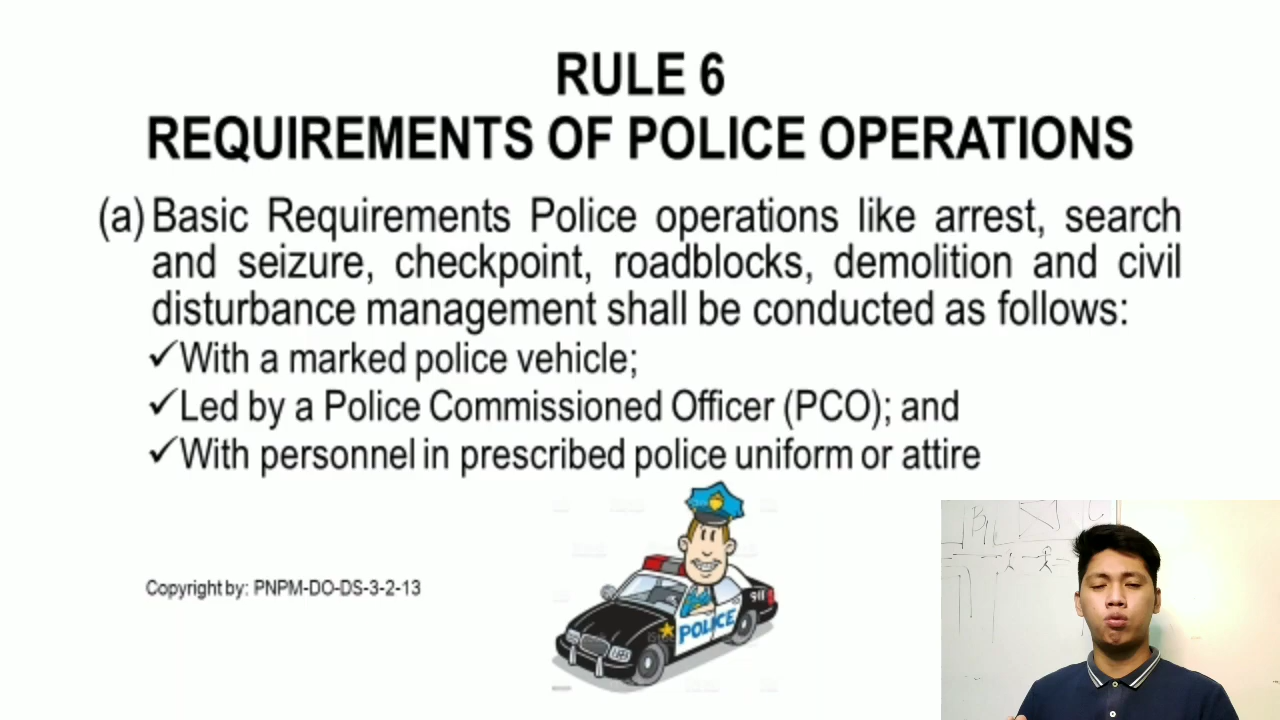 RULE 6
REQUIREMENTS OF POLICE OPERATIONS
(a) Basic Requirements Police operations like arrest, search
and seizure, checkpoint, roadblocks, demolition and civil
disturbance management shall be conducted as follows:
✓With a marked police vehicle;
✓Led by a Police Commissioned Officer (PCO); and
✓With personnel in prescribed police uniform or attire
Copyright by: PNPM-DO-DS-3-2-13
911
POLICE